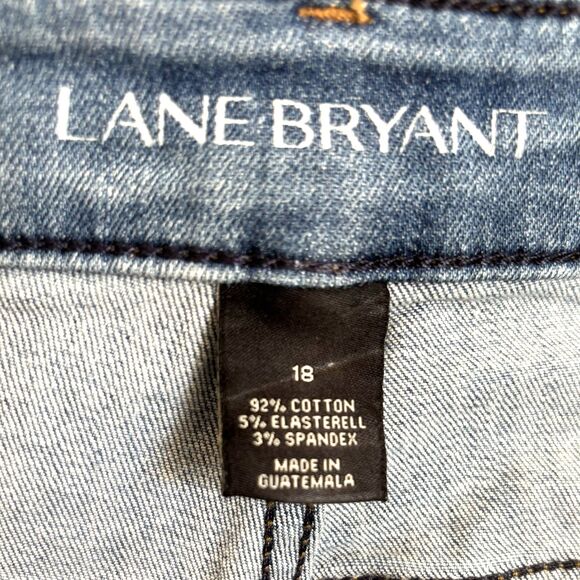 LANE BRYANT
18
92% COTTON
5% ELASTERELL
3% SPANDEX
MADE IN
GUATEMALA